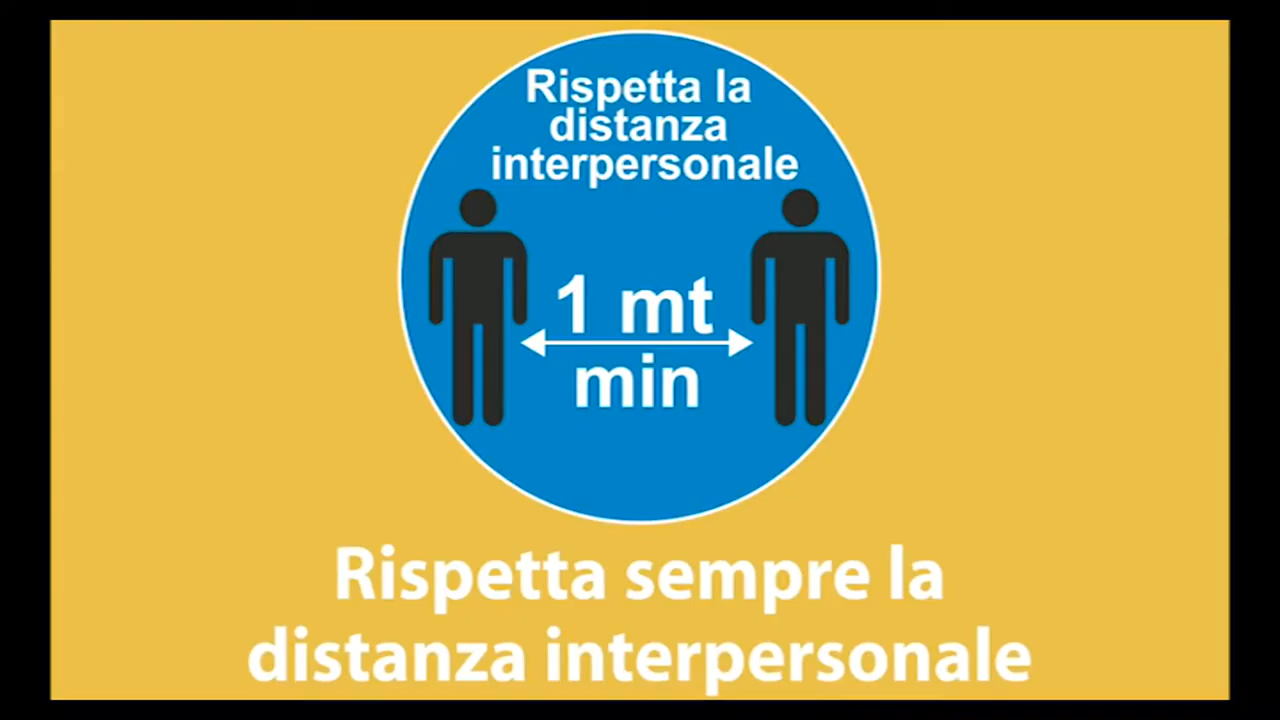 Rispetta la
distanza
interpersonale
1 mt
min
Rispetta sempre la
distanza interpersonale